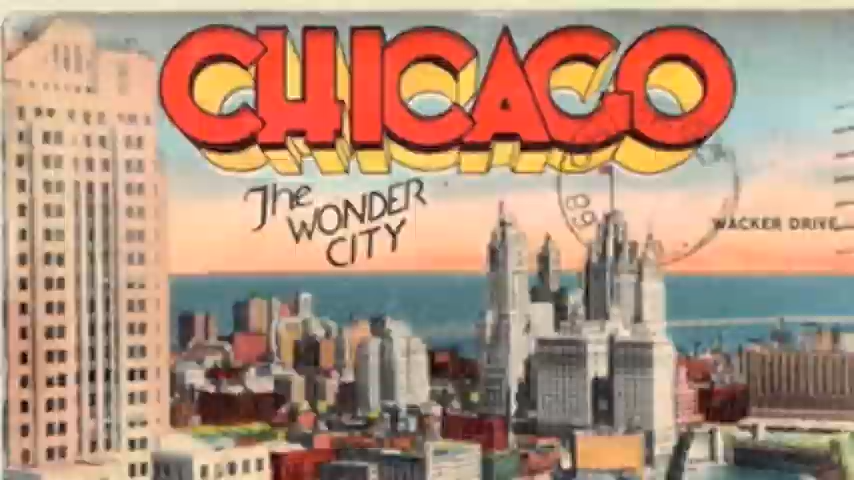 CHICAGO
The
WONDER
CITY
WACKER DRIVE